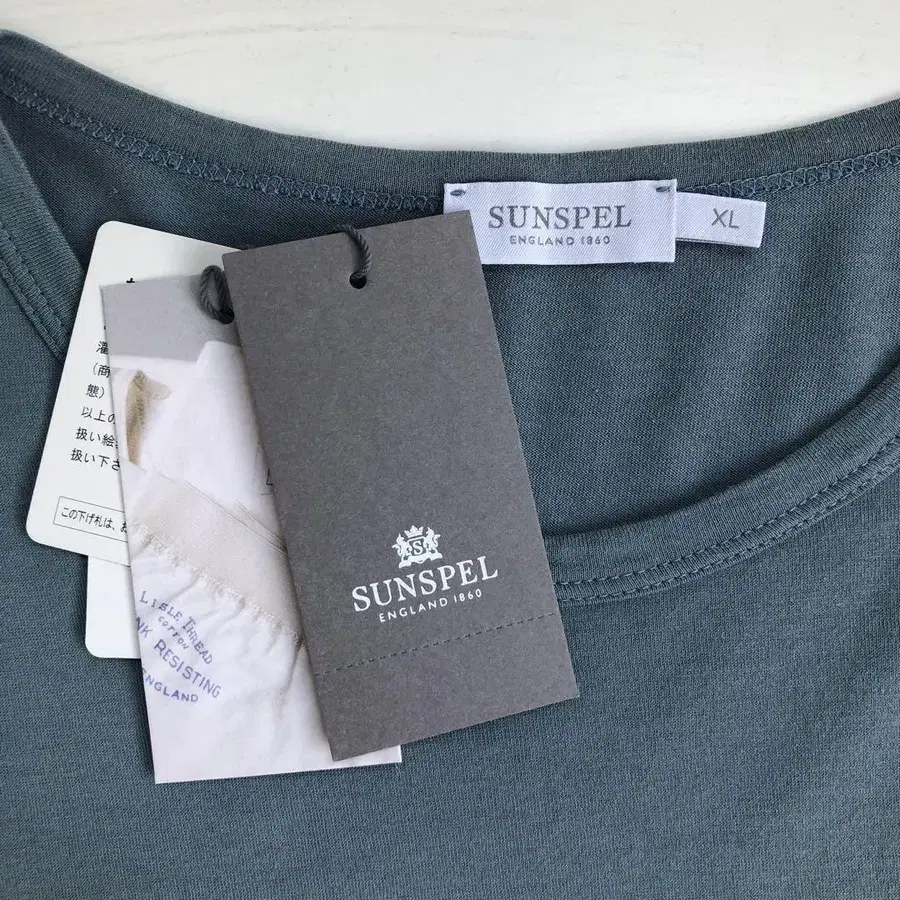 SUNSPEL
ENGLAND 1860
XL
濯
（商
態）
以上の
扱い絵
扱い下さ
この下げ札は、お
LISLE THREAD
COTTON
NK RESISTING
ENGLAND
S
SUNSPEL
ENGLAND 1860